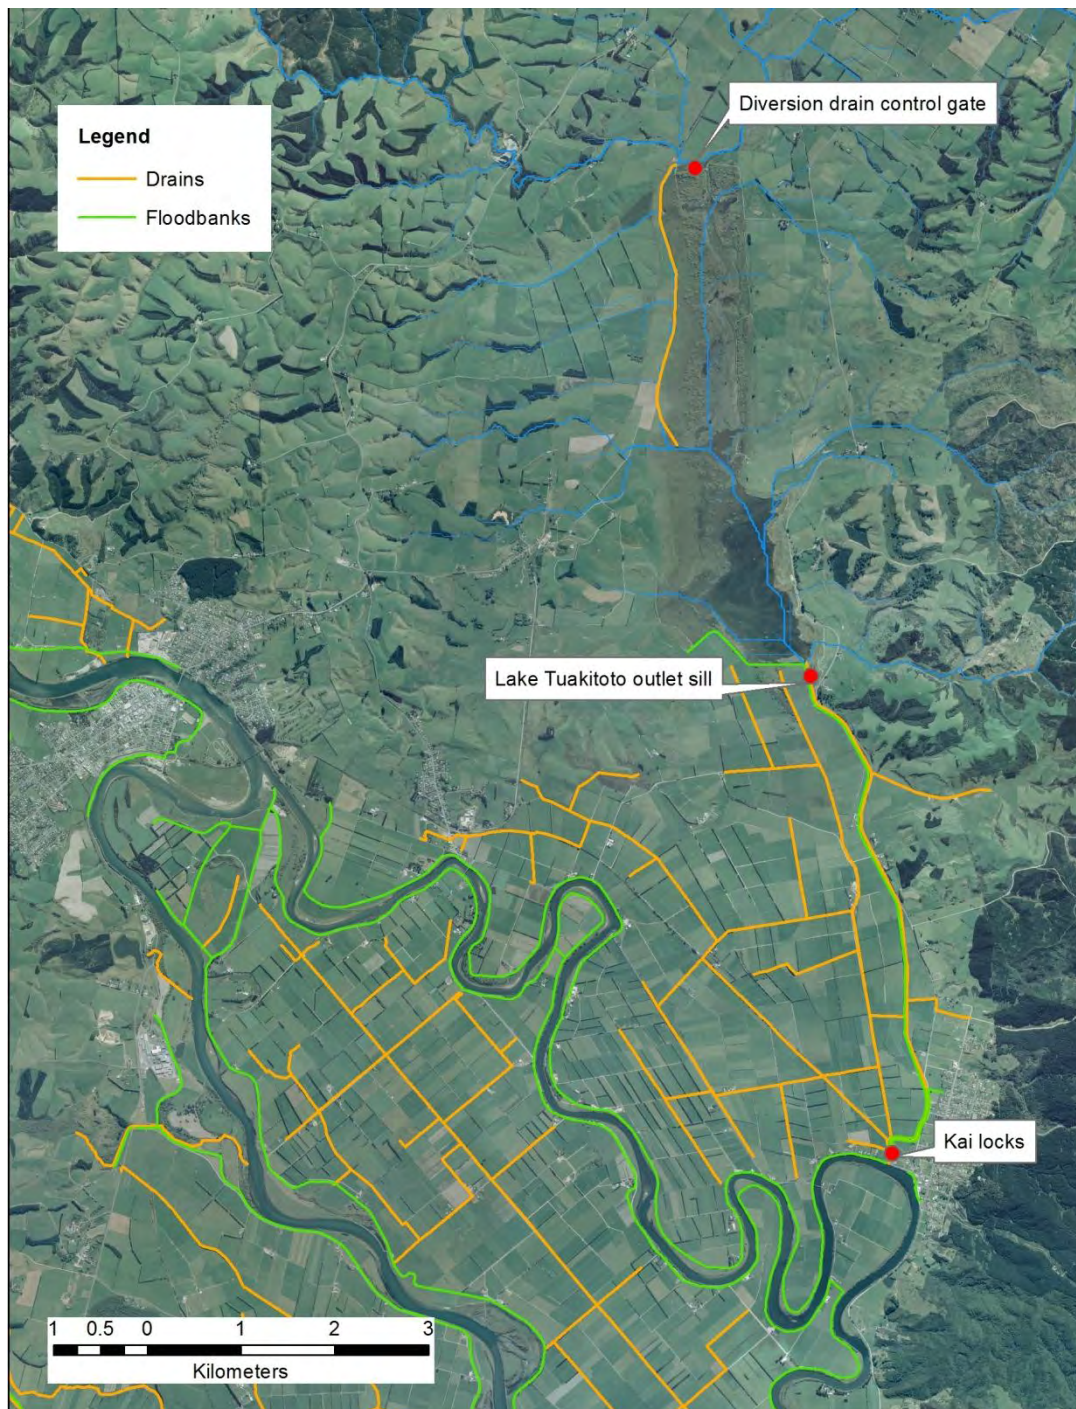 Diversion drain control gate
Legend
Drains
Floodbanks
Lake Tuakitoto outlet sill
Kai locks
1 0.5 0 1 2 3
Kilometers